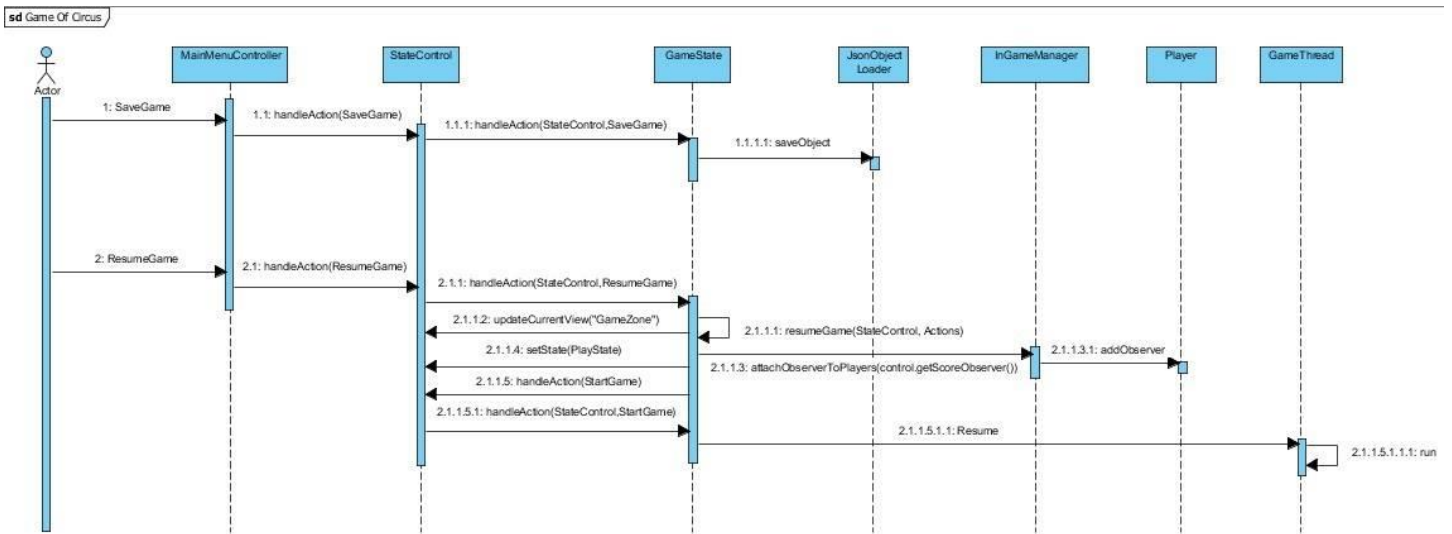 sd Game Of Circus
Actor
MainMenuController
StateControl
GameState
JsonObject
Loader
InGameManager
Player
GameThread
1: SaveGame
1.1: handleAction(SaveGame)
1.1.1: handleAction(StateControl,SaveGame)
1.1.1.1: saveObject
2: ResumeGame
2.1: handleAction(ResumeGame)
2.1.1: handleAction(StateControl,ResumeGame)
2.1.1.2: updateCurrentView("GameZone")
2.1.1.1: resumeGame(StateControl, Actions)
2.1.1.4: setState(PlayState)
2.1.1.3.1: addObserver
2.1.1.3: attachObserverToPlayers(control.getScoreObserver())
2.1.1.5: handleAction(StartGame)
2.1.1.5.1: handleAction(StateControl,StartGame)
2.1.1.5.1.1: Resume
2.1.1.5.1.1.1: run